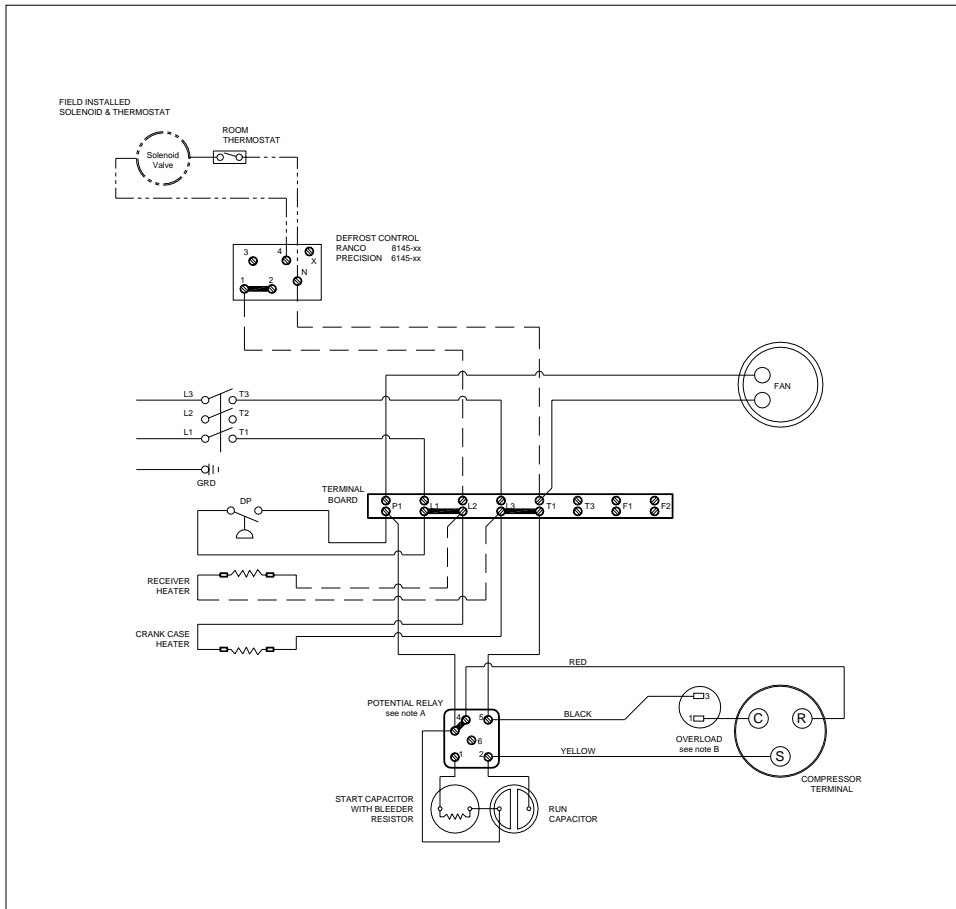 FIELD INSTALLED
SOLENOID & THERMOSTAT
ROOM
THERMOSTAT
Solenoid
Valve
DEFROST CONTROL
RANCO 8145-xx
PRECISION 6145-xx
3
4
X
N
1
2
FAN
L3
T3
L2
T2
L1
T1
GRD
TERMINAL
BOARD
P1
L1
L2
L3
T1
T3
F1
F2
DP
RECEIVER
HEATER
CRANK CASE
HEATER
RED
POTENTIAL RELAY
see note A
4
5
6
1
2
BLACK
3
1
OVERLOAD
see note B
C
R
S
YELLOW
COMPRESSOR
TERMINAL
START CAPACITOR
WITH BLEEDER
RESISTOR
RUN
CAPACITOR